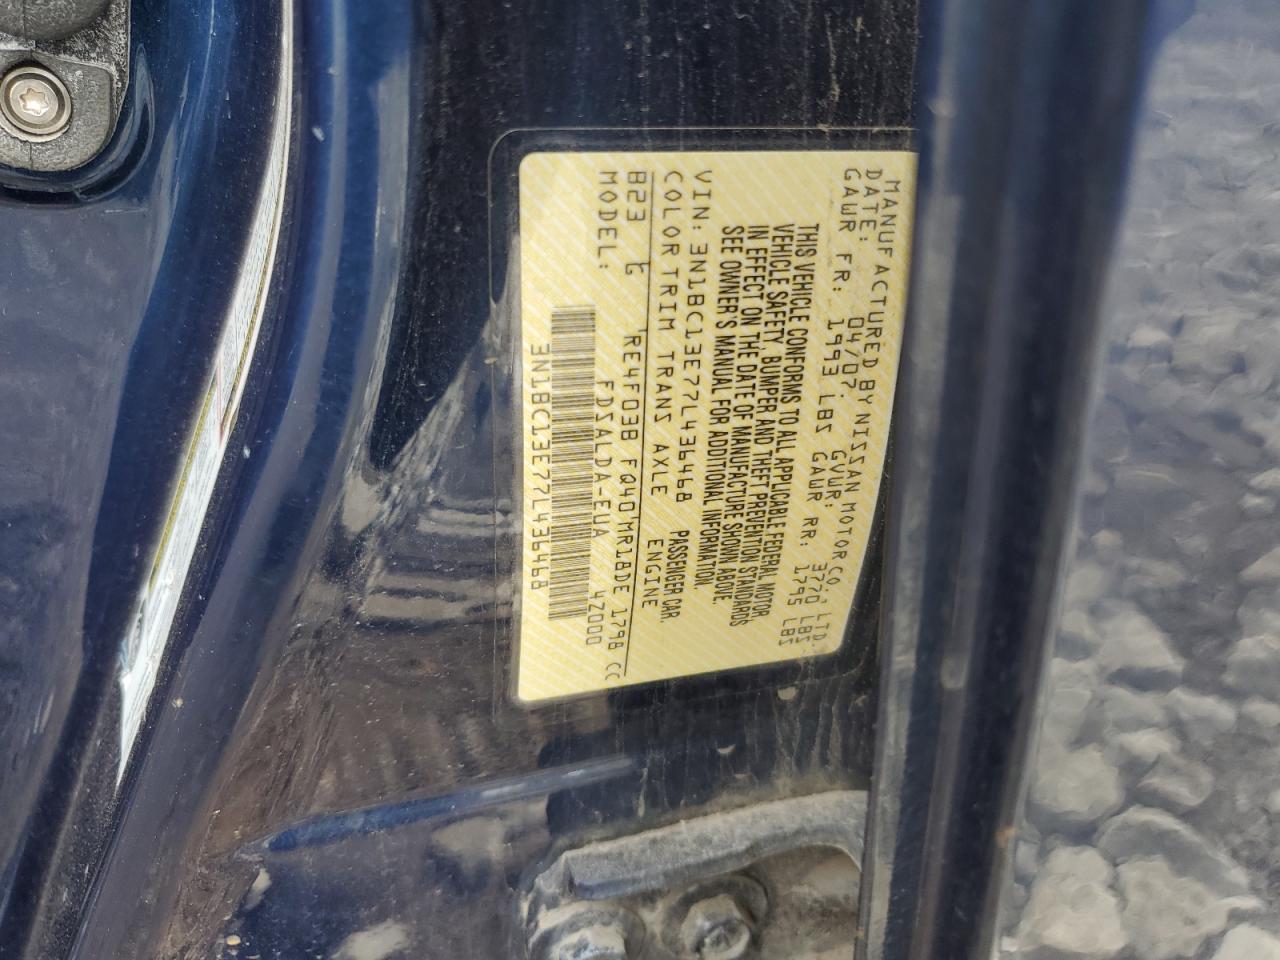 MANUFACTURED BY NISSAN MOTOR CO., LTD.
DATE: 04/07. GVWR: 3770 LBS.
GAWR FR: 1993 LBS GAWR RR: 1795 LBS
THIS VEHICLE CONFORMS TO ALL APPLICABLE FEDERAL MOTOR
VEHICLE SAFETY, BUMPER AND THEFT PREVENTION STANDARDS
IN EFFECT ON THE DATE OF MANUFACTURE SHOWN ABOVE.
SEE OWNER'S MANUAL FOR ADDITIONAL INFORMATION.
VIN: 3N1BC13E77L436468 PASSENGER CAR
COLOR TRIM TRANS AXLE ENGINE
B23 G RE4F03B FQ40 MR18DE 1798 CC
MODEL: FDSALDA-EUA 4Z000
3N1BC13E77L436468